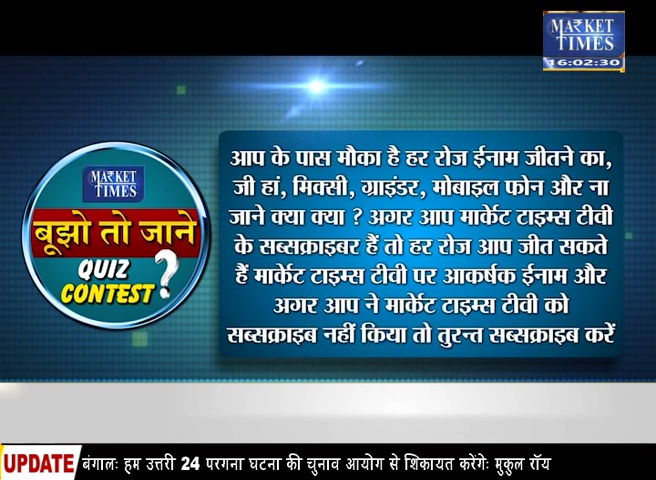 MARKET
TIMES
16:02:30
MARKET
TIMES
बूझो तो जाने
QUIZ
CONTEST ?
आप के पास मौका है हर रोज ईनाम जीतने का,
जी हां, मिक्सी, ग्राइंडर, मोबाइल फोन और ना
जाने क्या क्या ? अगर आप मार्केट टाइम्स टीवी
के सब्सक्राइबर हैं तो हर रोज आप जीत सकते
हैं मार्केट टाइम्स टीवी पर आकर्षक ईनाम और
अगर आप ने मार्केट टाइम्स टीवी को
सब्सक्राइब नहीं किया तो तुरन्त सब्सक्राइब करें
UPDATE बंगालः हम उत्तरी 24 परगना घटना की चुनाव आयोग से शिकायत करेंगेः मुकुल रॉय